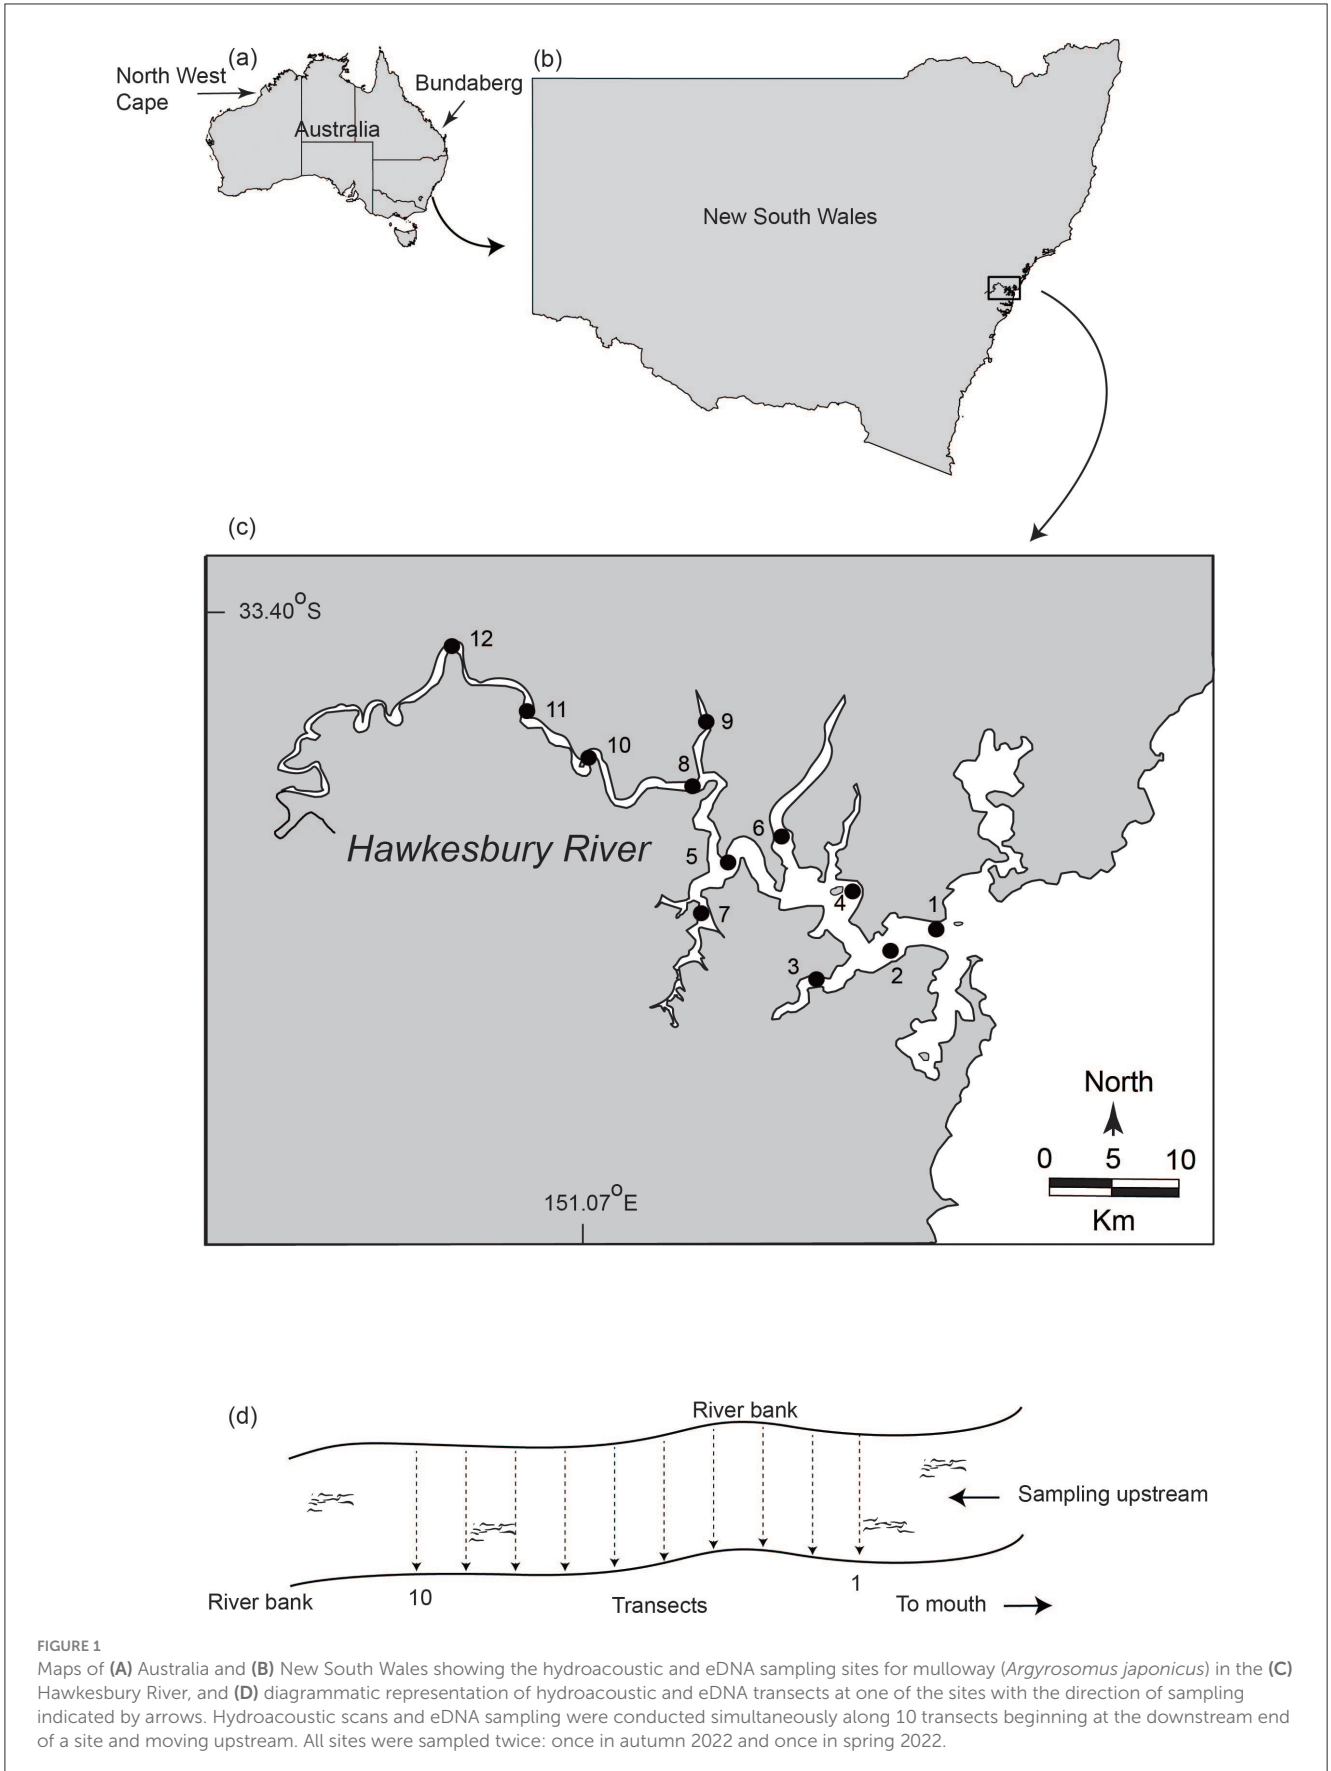 (a)
North West
Cape
Bundaberg
Australia
(b)
New South Wales
(c)
33.40°S
12
11
10
9
8
6
5
7
4
1
2
3
Hawkesbury River
151.07°E
North
0 5 10
Km
(d)
River bank
Sampling upstream
River bank
10
Transects
1
To mouth
FIGURE 1
Maps of (A) Australia and (B) New South Wales showing the hydroacoustic and eDNA sampling sites for mulloway (Argyrosomus japonicus) in the (C)
Hawkesbury River, and (D) diagrammatic representation of hydroacoustic and eDNA transects at one of the sites with the direction of sampling
indicated by arrows. Hydroacoustic scans and eDNA sampling were conducted simultaneously along 10 transects beginning at the downstream end
of a site and moving upstream. All sites were sampled twice: once in autumn 2022 and once in spring 2022.